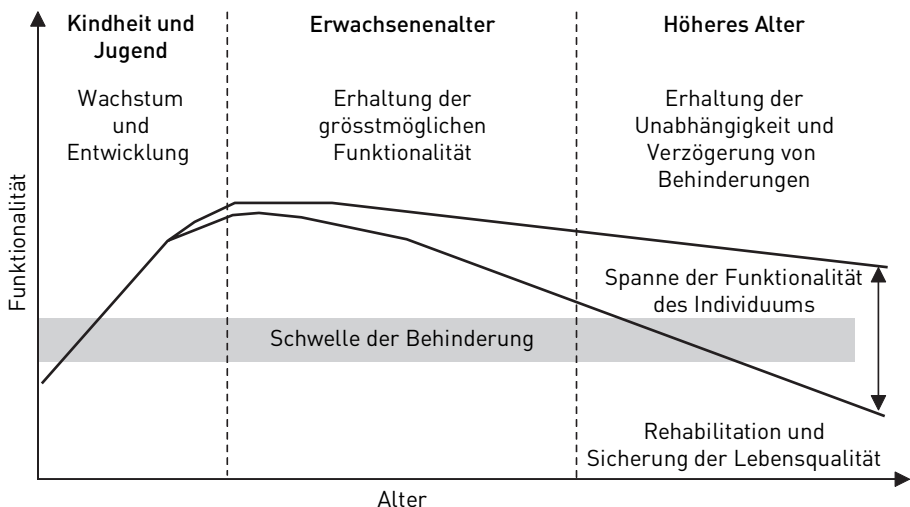 Kindheit und
Jugend
Erwachsenenalter
Höheres Alter
Wachstum
und
Entwicklung
Erhaltung der
grösstmöglichen
Funktionalität
Erhaltung der
Unabhängigkeit und
Verzögerung von
Behinderungen
Funktionalität
Spanne der Funktionalität
des Individuums
Schwelle der Behinderung
Rehabilitation und
Sicherung der Lebensqualität
Alter